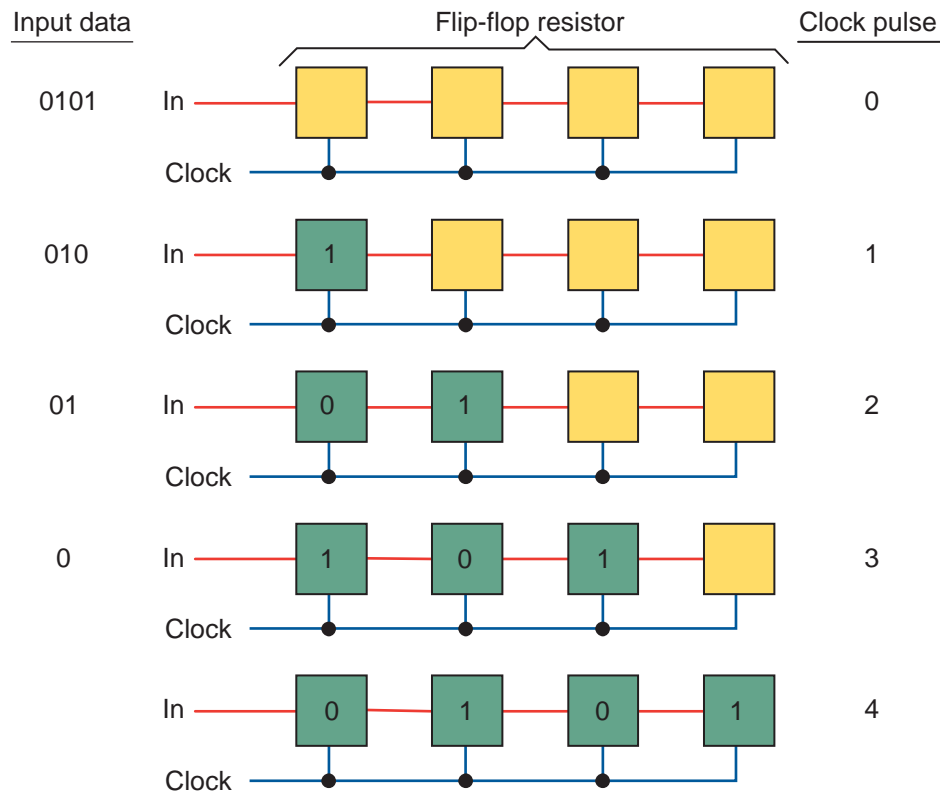 Input data Flip-flop resistor Clock pulse
0101 In 0
Clock
010 In 1 1
Clock
01 In 0 1 2
Clock
0 In 1 0 1 3
Clock
In 0 1 0 1 4
Clock